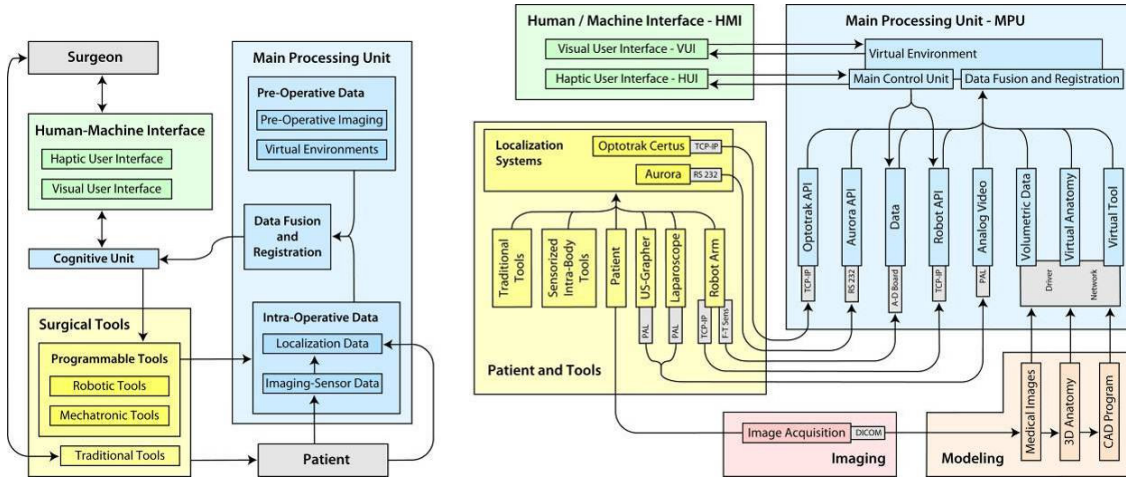 Surgeon
Human-Machine Interface
Haptic User Interface
Visual User Interface
Cognitive Unit
Surgical Tools
Programmable Tools
Robotic Tools
Mechatronic Tools
Traditional Tools
Main Processing Unit
Pre-Operative Data
Pre-Operative Imaging
Virtual Environments
Data Fusion
and
Registration
Intra-Operative Data
Localization Data
Imaging-Sensor Data
Patient
Human / Machine Interface - HMI
Visual User Interface - VUI
Haptic User Interface - HUI
Main Processing Unit - MPU
Virtual Environment
Main Control Unit
Data Fusion and Registration
Localization
Systems
Optotrak Certus
TCP-IP
Aurora
RS 232
Traditional
Tools
Sensorized
Intra-Body
Tools
Patient
US-Grapher
PAL
Laparoscope
PAL
Robot Arm
TCP-IP
F-T Sens
Patient and Tools
Optotrak API
TCP-IP
Aurora API
RS 232
Data
A-D Board
Robot API
TCP-IP
Analog Video
PAL
Volumetric Data
Virtual Anatomy
Virtual Tool
Driver
Network
Image Acquisition
DICOM
Imaging
Medical Images
3D Anatomy
CAD Program
Modeling